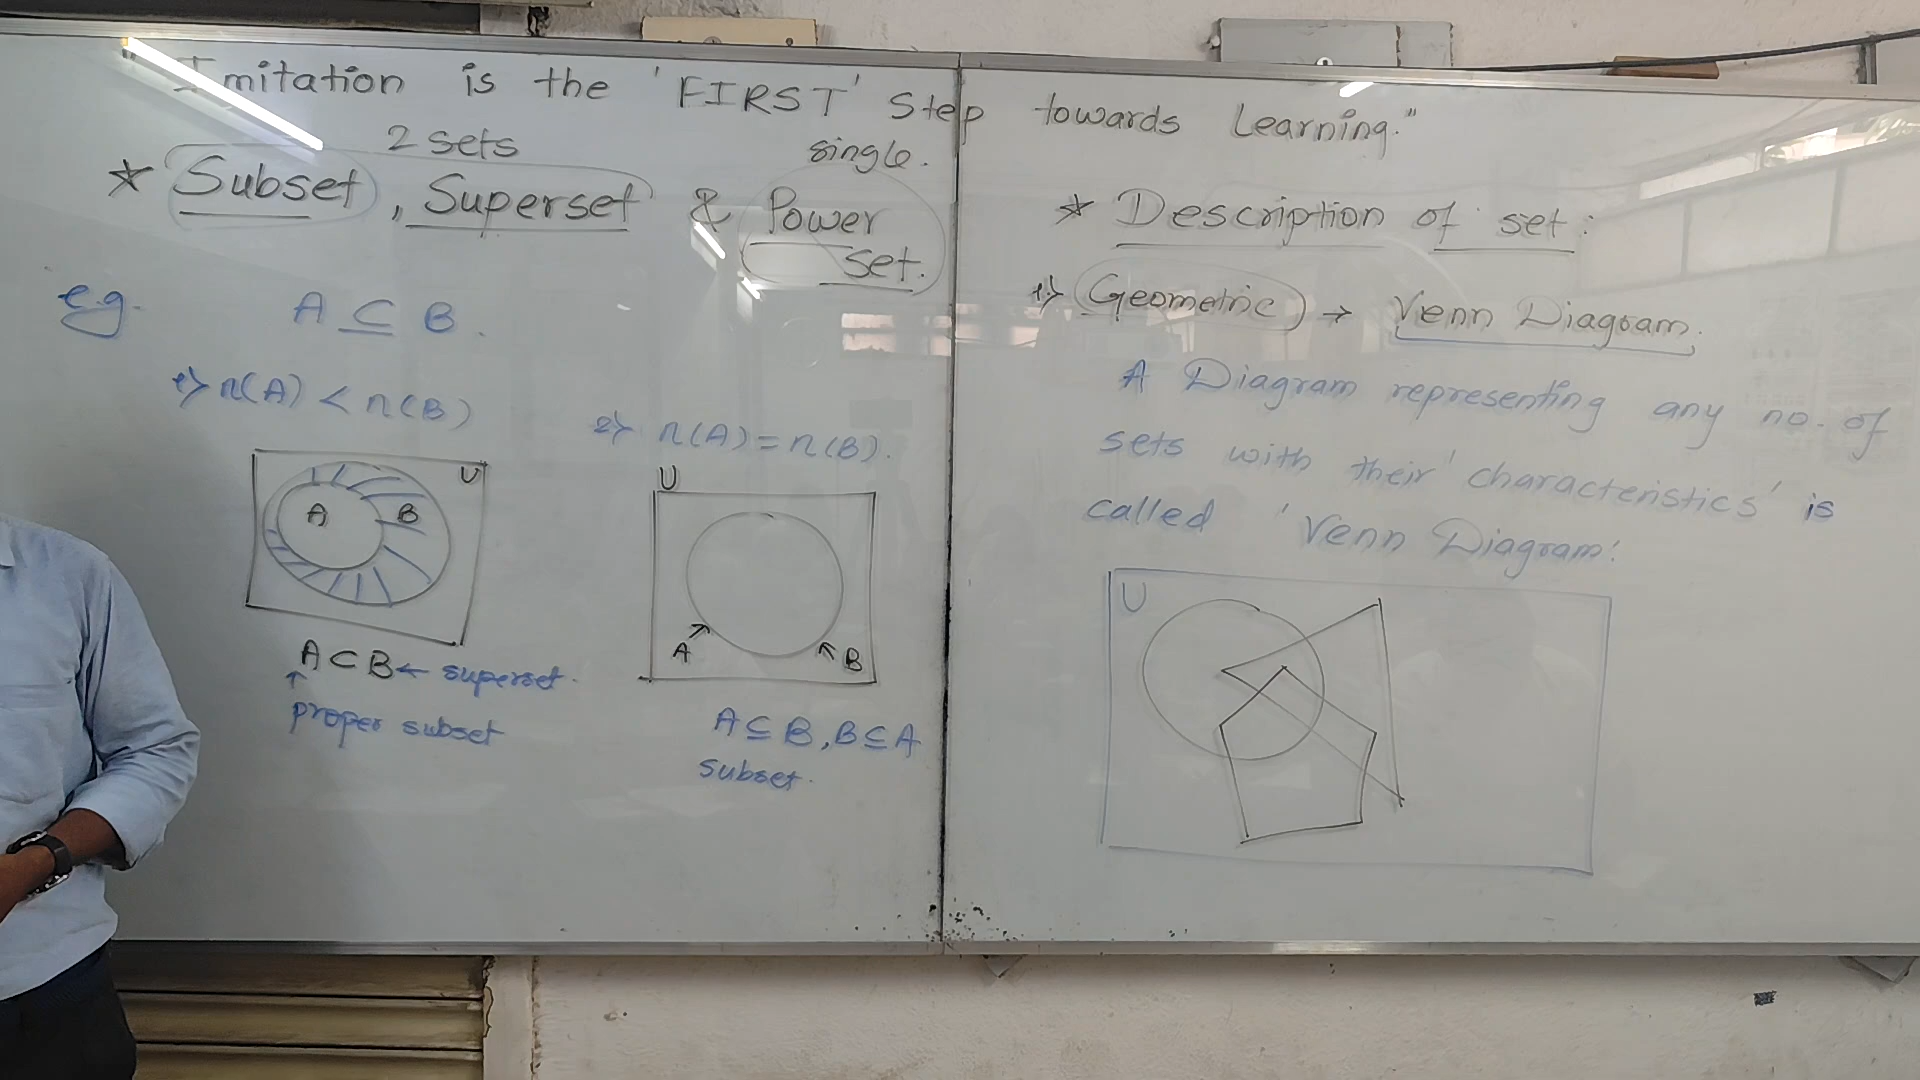 "Imitation is the 'FIRST' Step towards Learning."
2 sets single.
* Subset, Superset & Power set.
e.g. A ⊆ B.
1) n(A) < n(B)
U
A B
A ⊂ B ← superset.
↑
proper subset
2) n(A) = n(B).
U
A B
A ⊆ B, B ⊆ A
subset.
* Description of set:
1) Geometric → Venn Diagram.
A Diagram representing any no. of
sets with their 'characteristics' is
called 'Venn Diagram'.
U